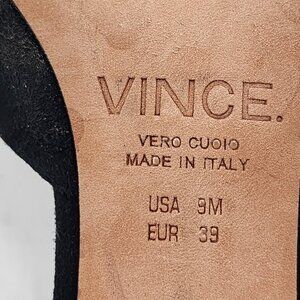 VINCE.
VERO CUOIO
MADE IN ITALY
USA 9M
EUR 39